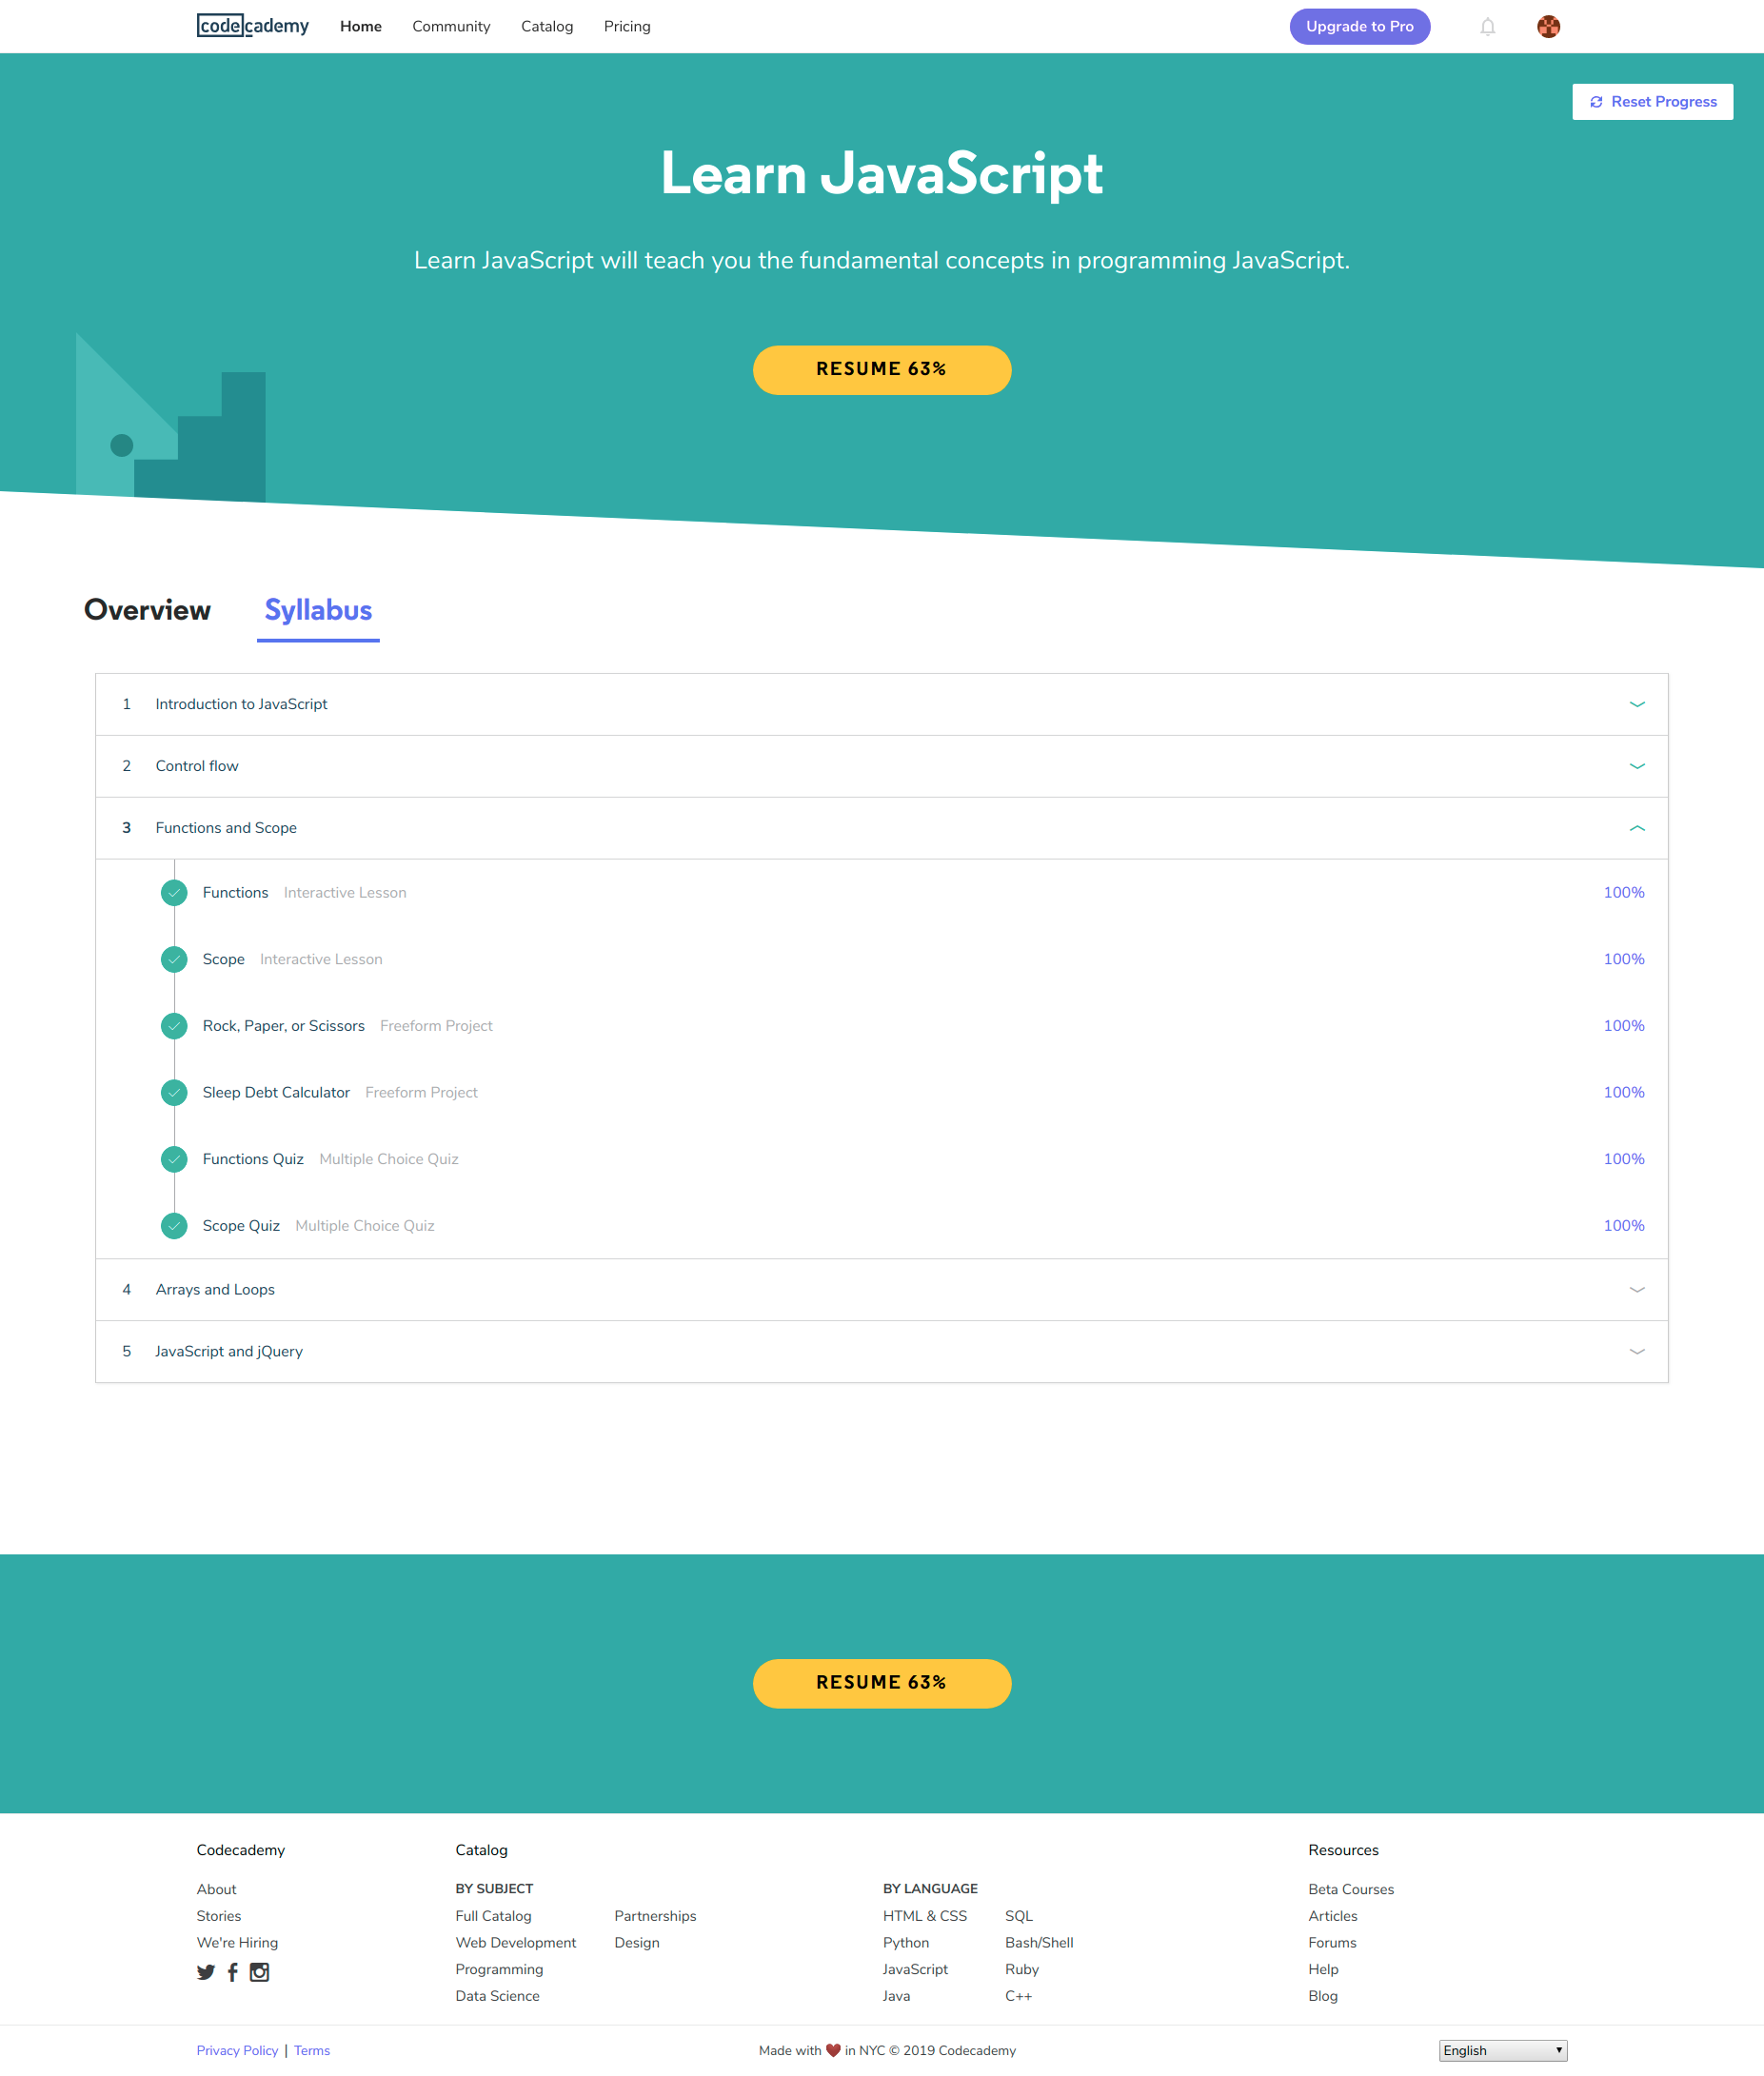 codecademy Home Community Catalog Pricing Upgrade to Pro
Reset Progress
Learn JavaScript
Learn JavaScript will teach you the fundamental concepts in programming JavaScript.
RESUME 63%
Overview Syllabus
1 Introduction to JavaScript
2 Control flow
3 Functions and Scope
Functions Interactive Lesson 100%
Scope Interactive Lesson 100%
Rock, Paper, or Scissors Freeform Project 100%
Sleep Debt Calculator Freeform Project 100%
Functions Quiz Multiple Choice Quiz 100%
Scope Quiz Multiple Choice Quiz 100%
4 Arrays and Loops
5 JavaScript and jQuery
RESUME 63%
Codecademy
About
Stories
We're Hiring
Catalog
BY SUBJECT
Full Catalog
Web Development
Programming
Data Science
Partnerships
Design
BY LANGUAGE
HTML & CSS
Python
JavaScript
Java
SQL
Bash/Shell
Ruby
C++
Resources
Beta Courses
Articles
Forums
Help
Blog
Privacy Policy | Terms
Made with ❤ in NYC © 2019 Codecademy
English